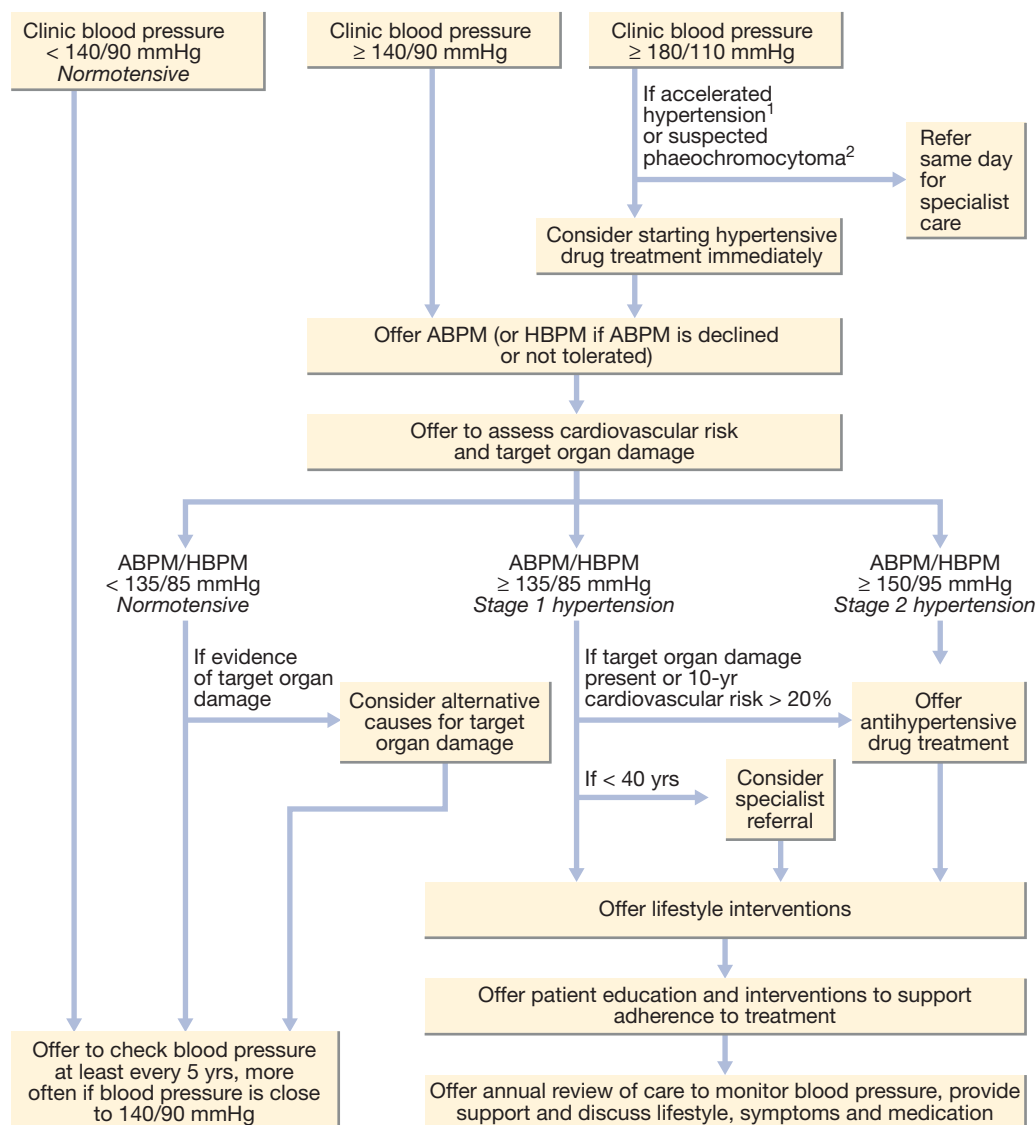 Clinic blood pressure
< 140/90 mmHg
Normotensive
Clinic blood pressure
≥ 140/90 mmHg
Clinic blood pressure
≥ 180/110 mmHg
If accelerated
hypertension1
or suspected
phaeochromocytoma2
Refer
same day
for
specialist
care
Consider starting hypertensive
drug treatment immediately
Offer ABPM (or HBPM if ABPM is declined
or not tolerated)
Offer to assess cardiovascular risk
and target organ damage
ABPM/HBPM
< 135/85 mmHg
Normotensive
ABPM/HBPM
≥ 135/85 mmHg
Stage 1 hypertension
ABPM/HBPM
≥ 150/95 mmHg
Stage 2 hypertension
If evidence
of target organ
damage
Consider alternative
causes for target
organ damage
If target organ damage
present or 10-yr
cardiovascular risk > 20%
Offer
antihypertensive
drug treatment
If < 40 yrs
Consider
specialist
referral
Offer lifestyle interventions
Offer patient education and interventions to support
adherence to treatment
Offer to check blood pressure
at least every 5 yrs, more
often if blood pressure is close
to 140/90 mmHg
Offer annual review of care to monitor blood pressure, provide
support and discuss lifestyle, symptoms and medication